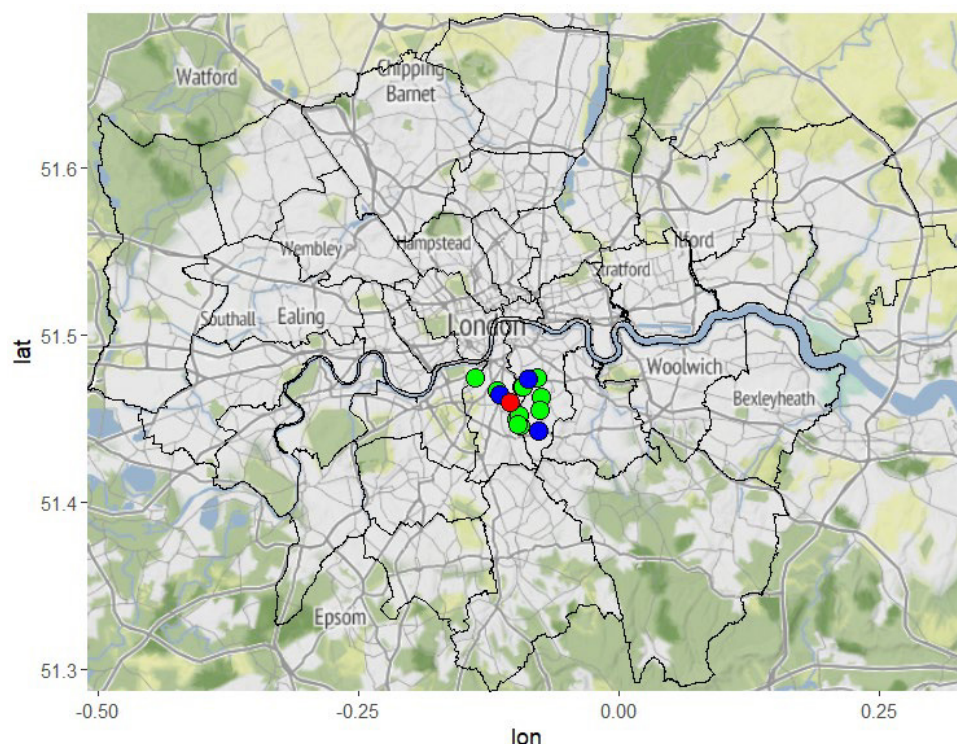 Watford
Chipping
Barnet
51.6
Wembley
Hampstead
Ilford
Stratford
51.5
Southall
Ealing
London
Woolwich
Bexleyheath
lat
51.4
Epsom
51.3
-0.50
-0.25
0.00
0.25
lon